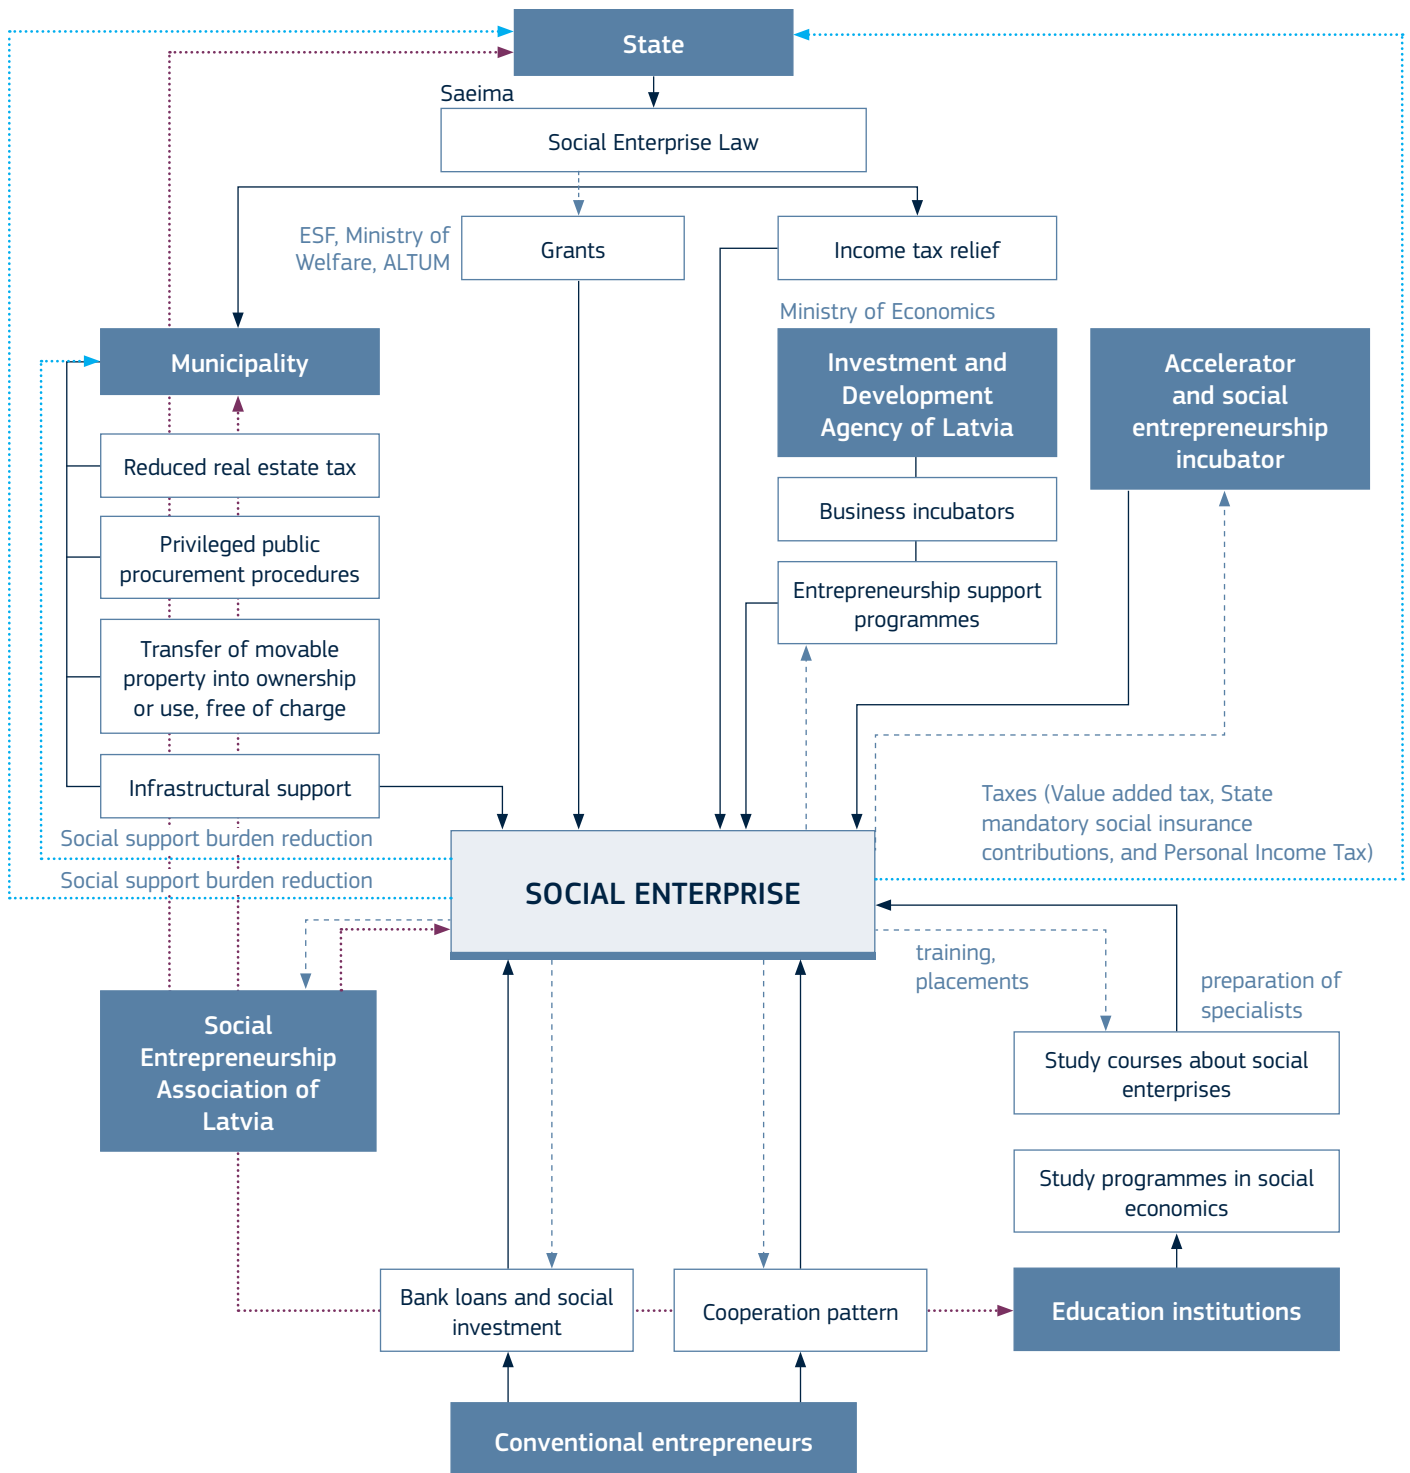 State
Saeima
Social Enterprise Law
ESF, Ministry of
Welfare, ALTUM
Grants
Income tax relief
Ministry of Economics
Municipality
Investment and
Development
Agency of Latvia
Accelerator
and social
entrepreneurship
incubator
Reduced real estate tax
Business incubators
Privileged public
procurement procedures
Entrepreneurship support
programmes
Transfer of movable
property into ownership
or use, free of charge
Infrastructural support
Taxes (Value added tax, State
mandatory social insurance
contributions, and Personal Income Tax)
Social support burden reduction
Social support burden reduction
SOCIAL ENTERPRISE
training,
placements
preparation of
specialists
Social
Entrepreneurship
Association of
Latvia
Study courses about social
enterprises
Study programmes in social
economics
Bank loans and social
investment
Cooperation pattern
Education institutions
Conventional entrepreneurs